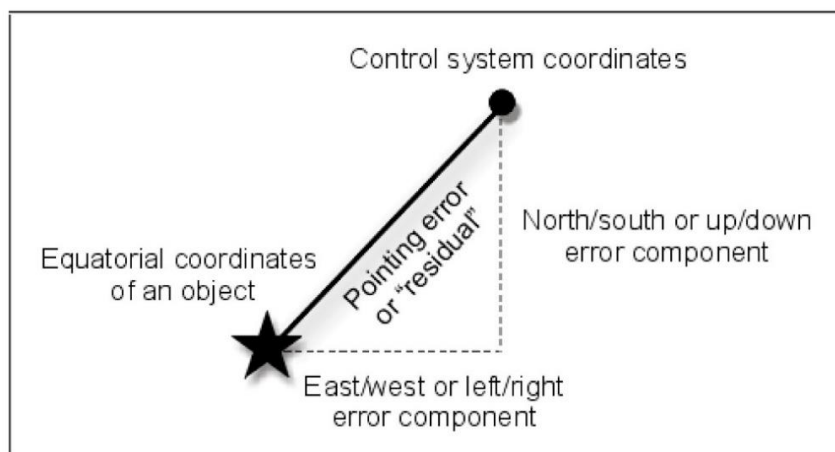 Control system coordinates
Pointing error
or “residual”
North/south or up/down
error component
Equatorial coordinates
of an object
East/west or left/right
error component